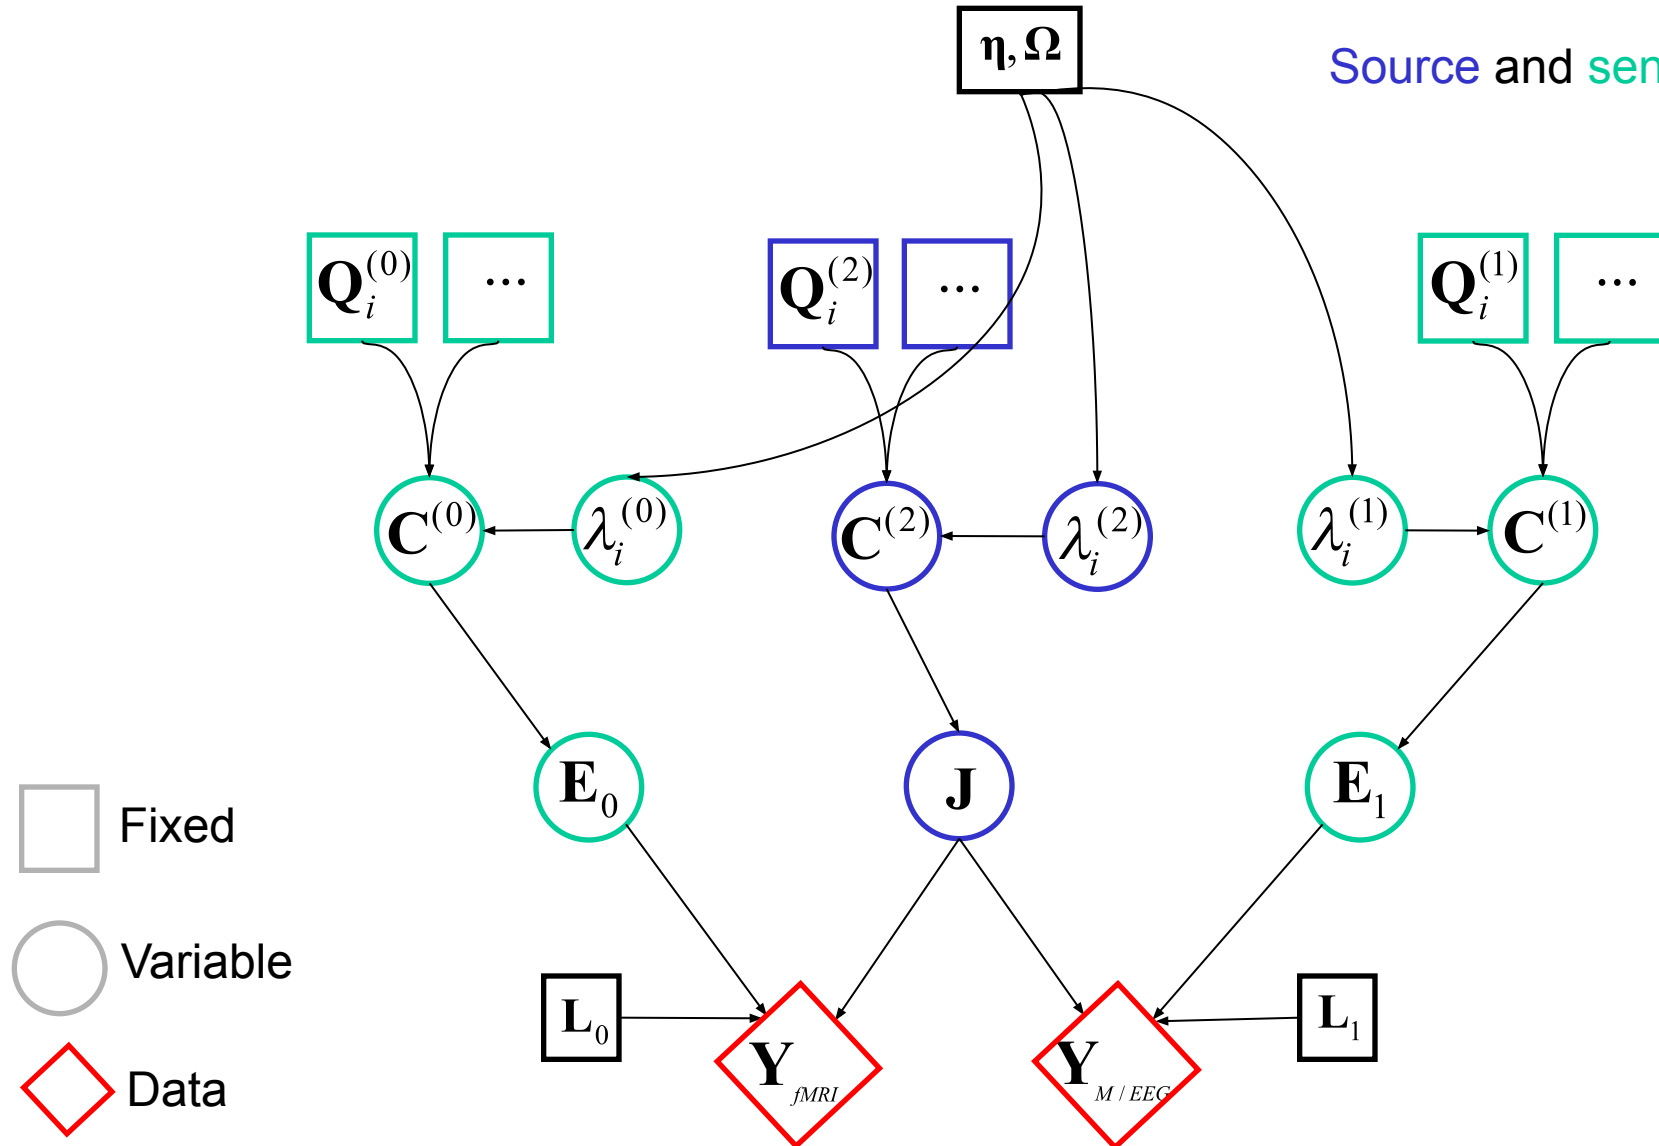 η, Ω
Source and sen
Q_i^(0) ...
Q_i^(2) ...
Q_i^(1) ...
C^(0) λ_i^(0)
C^(2) λ_i^(2)
λ_i^(1) C^(1)
E_0
J
E_1
Fixed
Variable
L_0
L_1
Y_fMRI
Y_M / EEG
Data